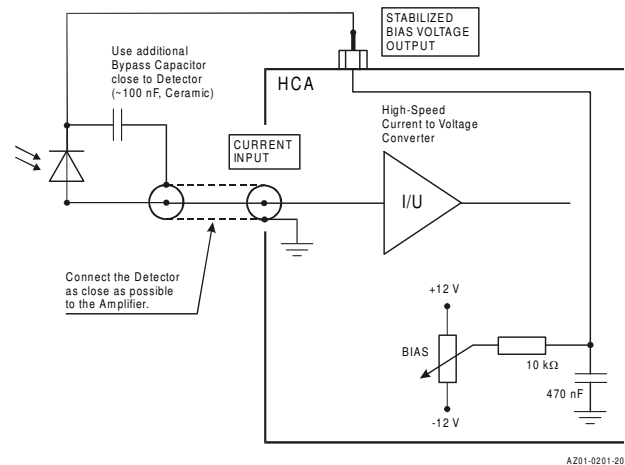 STABILIZED
BIAS VOLTAGE
OUTPUT
Use additional
Bypass Capacitor
close to Detector
(~100 nF, Ceramic)
HCA
High-Speed
Current to Voltage
Converter
CURRENT
INPUT
I/U
Connect the Detector
as close as possible
to the Amplifier.
+12 V
BIAS
10 kΩ
470 nF
-12 V
AZ01-0201-20